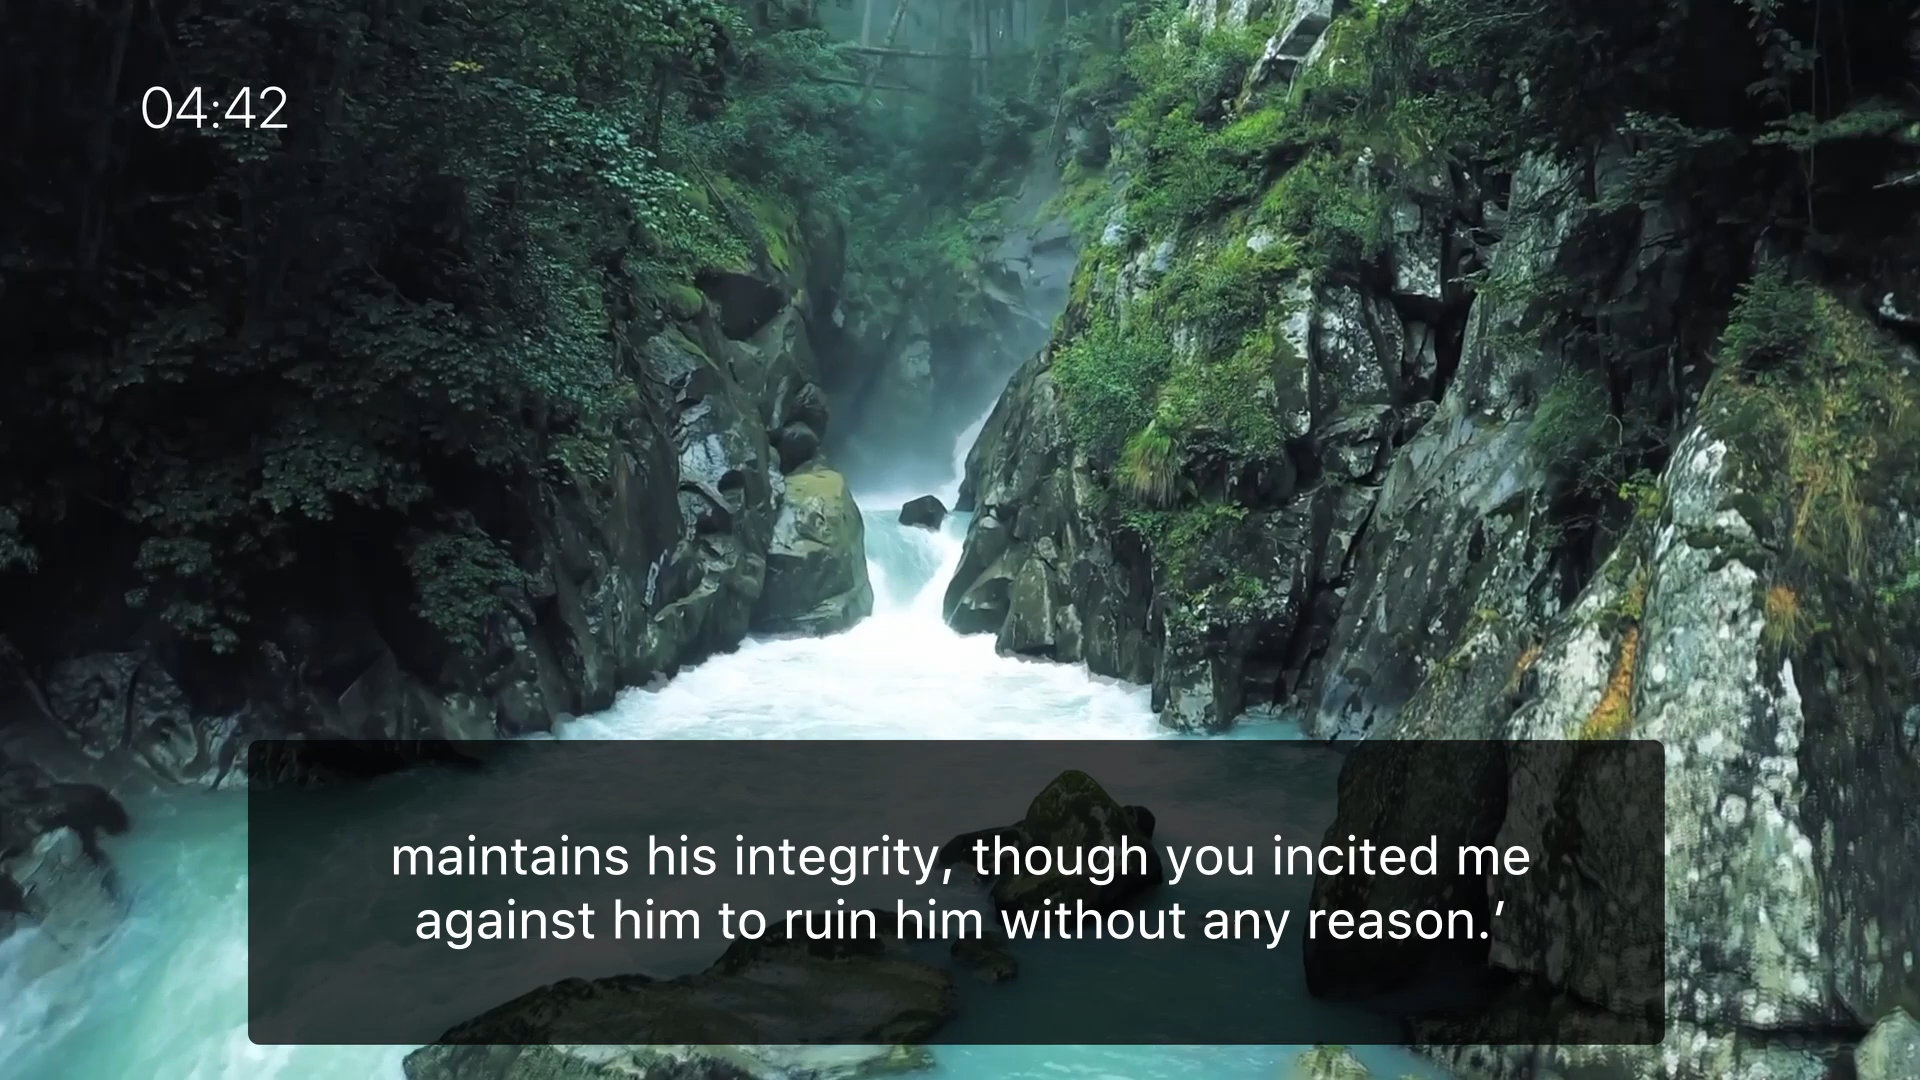 04:42
maintains his integrity, though you incited me
against him to ruin him without any reason.’